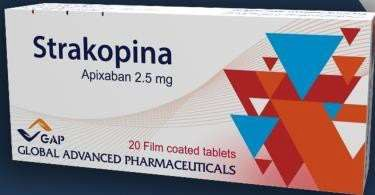 Strakopina
Apixaban 2.5 mg
20 Film coated tablets
GAP
GLOBAL ADVANCED PHARMACEUTICALS